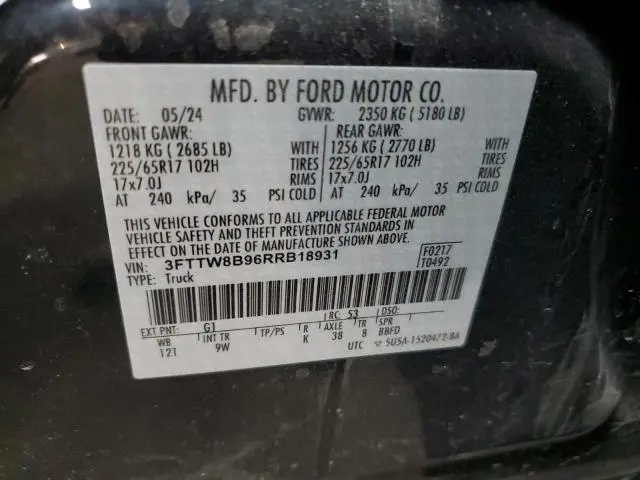 MFD. BY FORD MOTOR CO.
DATE: 05/24 GVWR: 2350 KG ( 5180 LB)
FRONT GAWR: REAR GAWR:
1218 KG ( 2685 LB) WITH 1256 KG ( 2770 LB) WITH
225/65R17 102H TIRES 225/65R17 102H TIRES
17x7.0J RIMS 17x7.0J RIMS
AT 240 kPa/ 35 PSI COLD AT 240 kPa/ 35 PSI COLD
THIS VEHICLE CONFORMS TO ALL APPLICABLE FEDERAL MOTOR
VEHICLE SAFETY AND THEFT PREVENTION STANDARDS IN
EFFECT ON THE DATE OF MANUFACTURE SHOWN ABOVE.
VIN: 3FTTW8B96RRB18931 F0217
TYPE: Truck T0492
EXT PNT: G1 RC: 53 DSO:
WB INT TR TP/PS R AXLE TR SPR
121 9W K 38 8 BBFD
UTC ▽ 5U5A-1520472-BA